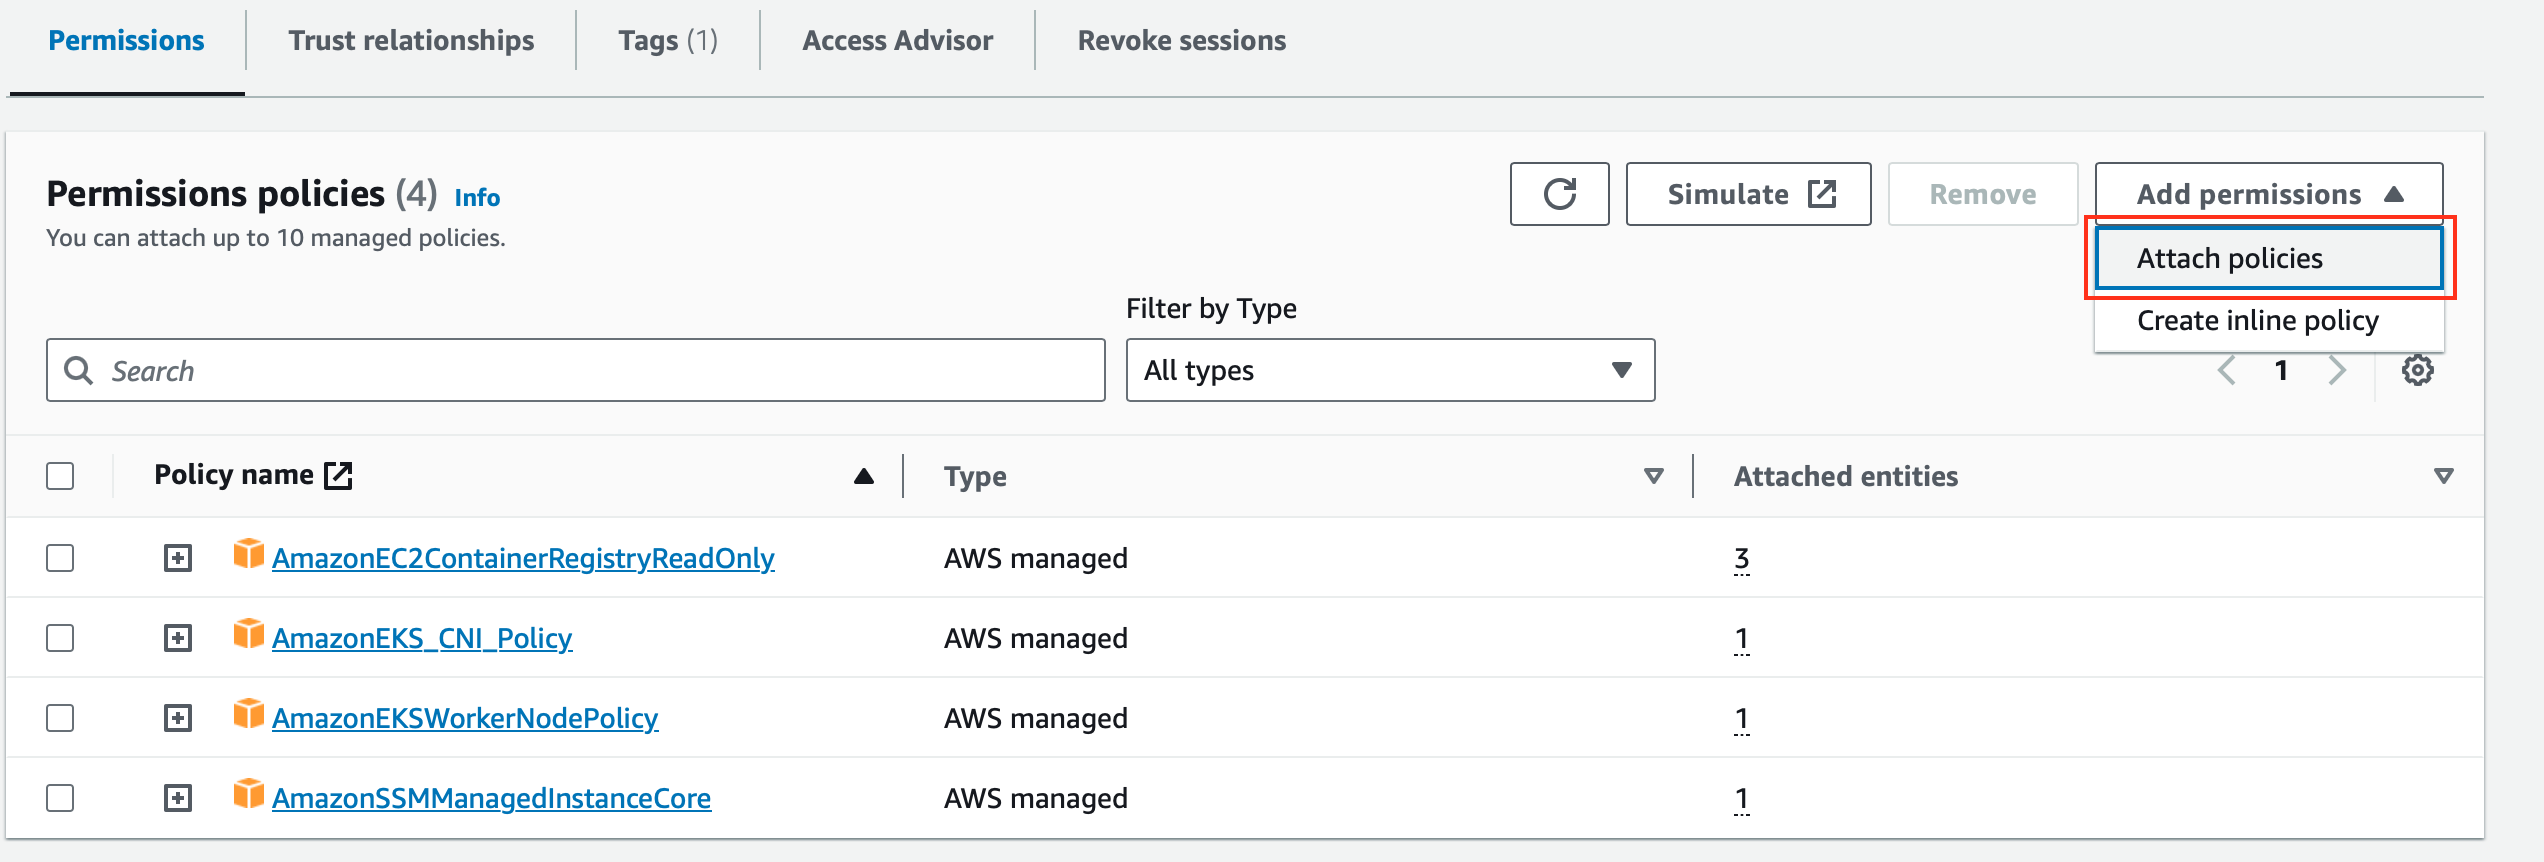 Permissions
Trust relationships
Tags (1)
Access Advisor
Revoke sessions
Permissions policies (4) Info
You can attach up to 10 managed policies.
Simulate
Remove
Add permissions
Attach policies
Create inline policy
Filter by Type
Search
All types
1
Policy name
Type
Attached entities
AmazonEC2ContainerRegistryReadOnly AWS managed 3
AmazonEKS_CNI_Policy AWS managed 1
AmazonEKSWorkerNodePolicy AWS managed 1
AmazonSSMManagedInstanceCore AWS managed 1